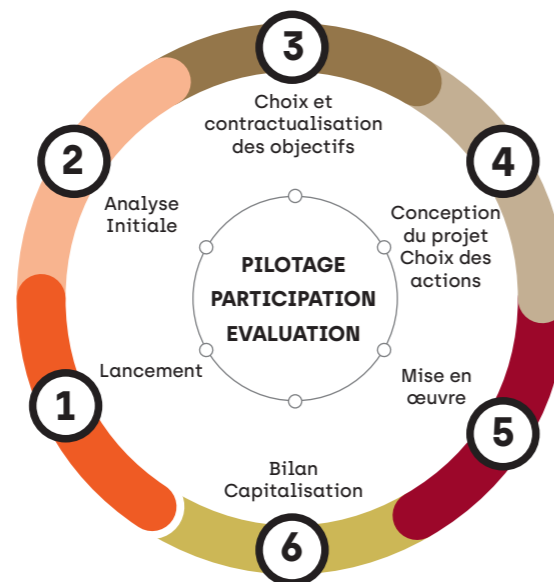 3
Choix et
contractualisation
des objectifs
2
Analyse
Initiale
4
Conception
du projet
Choix des
actions
PILOTAGE
PARTICIPATION
EVALUATION
1
Lancement
Mise en
œuvre
5
Bilan
Capitalisation
6